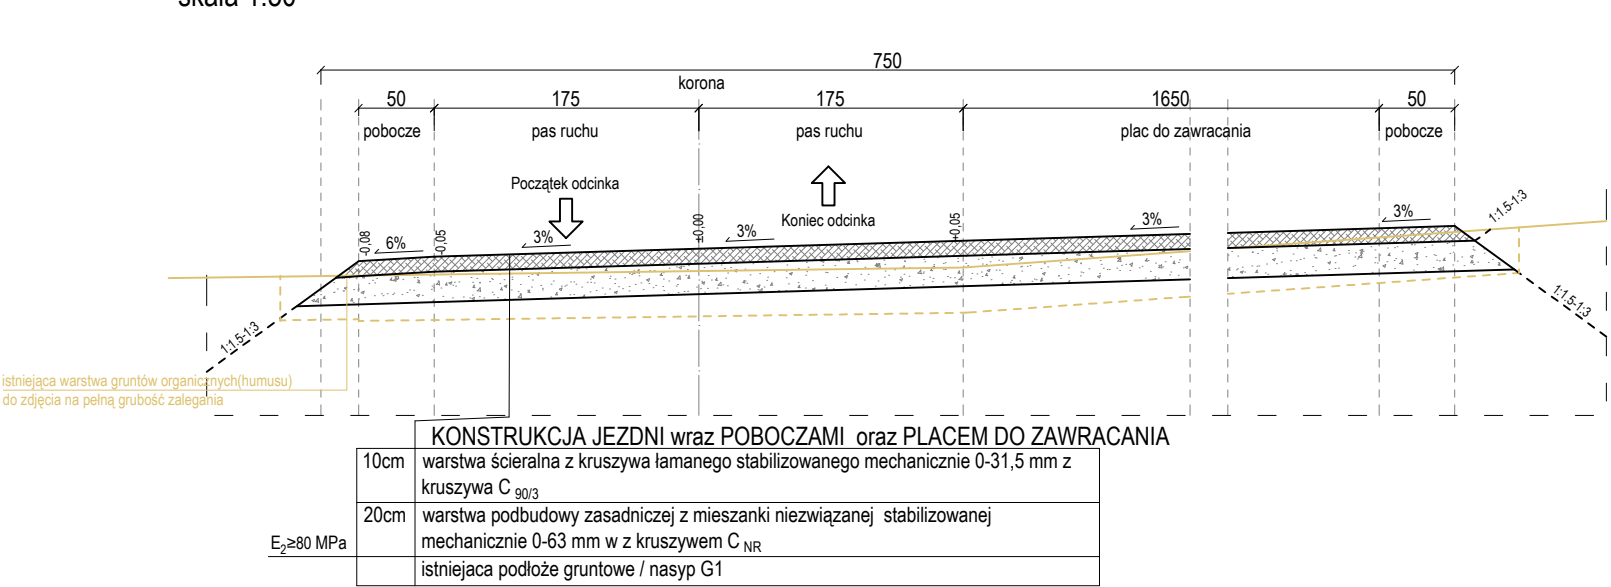 skala 1:50
750
korona
50
175
175
1650
50
pobocze
pas ruchu
pas ruchu
plac do zawracania
pobocze
Początek odcinka
Koniec odcinka
-0,08
6%
-0,05
3%
±0,00
3%
+0,05
3%
3%
1:1.5-1:3
1:1.5-1:3
1:1.5-1:3
istniejąca warstwa gruntów organicznych(humusu)
do zdjęcia na pełną grubość zalegania
KONSTRUKCJA JEZDNI wraz POBOCZAMI oraz PLACEM DO ZAWRACANIA
10cm warstwa ścieralna z kruszywa łamanego stabilizowanego mechanicznie 0-31,5 mm z
kruszywa C 90/3
20cm warstwa podbudowy zasadniczej z mieszanki niezwiązanej stabilizowanej
E2≥80 MPa mechanicznie 0-63 mm w z kruszywem C NR
istniejaca podłoże gruntowe / nasyp G1